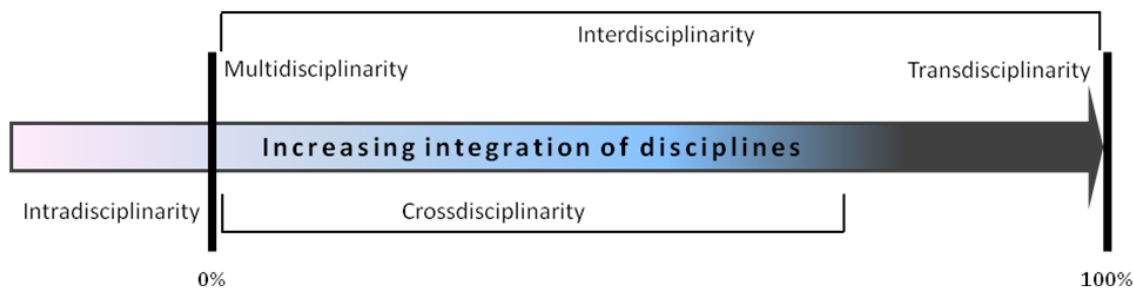 Interdisciplinarity
Multidisciplinarity
Transdisciplinarity
Increasing integration of disciplines
Intradisciplinarity
Crossdisciplinarity
0%
100%